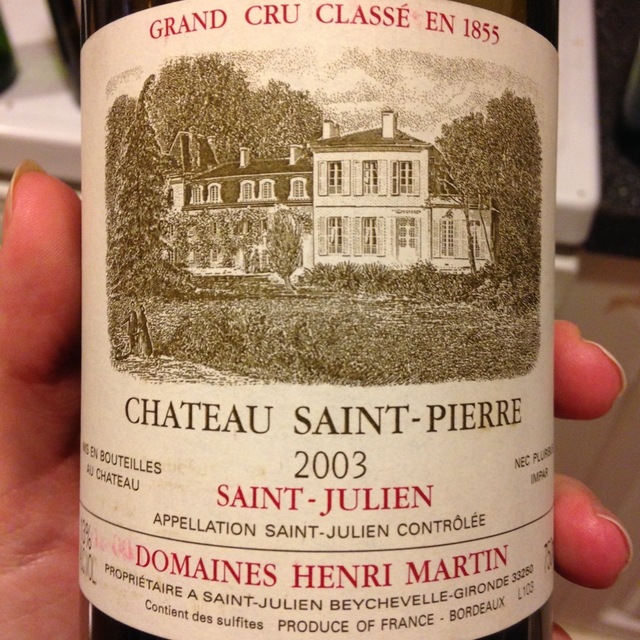 GRAND CRU CLASSÉ EN 1855
CHATEAU SAINT-PIERRE
EN BOUTEILLES
AU CHATEAU
2003
NEC
IMPAR
SAINT-JULIEN
APPELLATION SAINT-JULIEN CONTRÔLÉE
DOMAINES HENRI MARTIN
PROPRIÉTAIRE A SAINT-JULIEN BEYCHEVELLE-GIRONDE 33250
L103
Contient des sulfites PRODUCE OF FRANCE - BORDEAUX